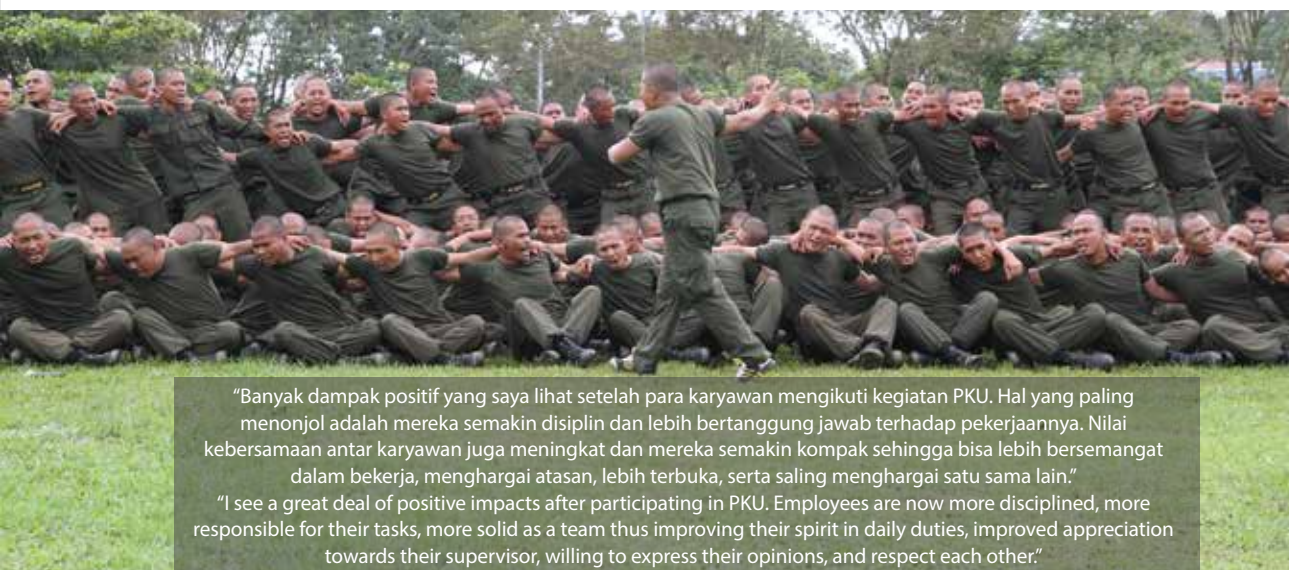 “Banyak dampak positif yang saya lihat setelah para karyawan mengikuti kegiatan PKU. Hal yang paling
menonjol adalah mereka semakin disiplin dan lebih bertanggung jawab terhadap pekerjaannya. Nilai
kebersamaan antar karyawan juga meningkat dan mereka semakin kompak sehingga bisa lebih bersemangat
dalam bekerja, menghargai atasan, lebih terbuka, serta saling menghargai satu sama lain.”
“I see a great deal of positive impacts after participating in PKU. Employees are now more disciplined, more
responsible for their tasks, more solid as a team thus improving their spirit in daily duties, improved appreciation
towards their supervisor, willing to express their opinions, and respect each other.”